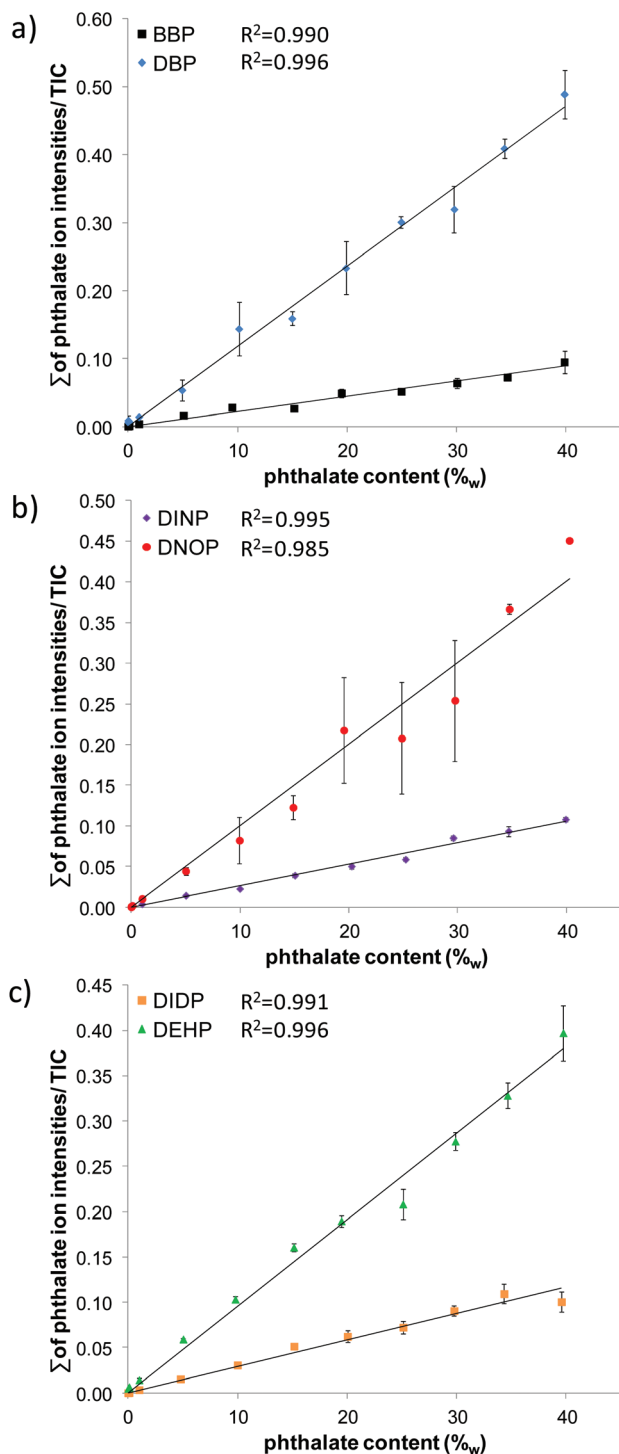 a)
BBP R²=0.990
DBP R²=0.996
∑of phthalate ion intensities/ TIC
0.60
0.50
0.40
0.30
0.20
0.10
0.00
0 10 20 30 40
phthalate content (%w)
b)
DINP R²=0.995
DNOP R²=0.985
∑of phthalate ion intensities/ TIC
0.50
0.45
0.40
0.35
0.30
0.25
0.20
0.15
0.10
0.05
0.00
0 10 20 30 40
phthalate content (%w)
c)
DIDP R²=0.991
DEHP R²=0.996
∑of phthalate ion intensities/ TIC
0.45
0.40
0.35
0.30
0.25
0.20
0.15
0.10
0.05
0.00
0 10 20 30 40
phthalate content (%w)